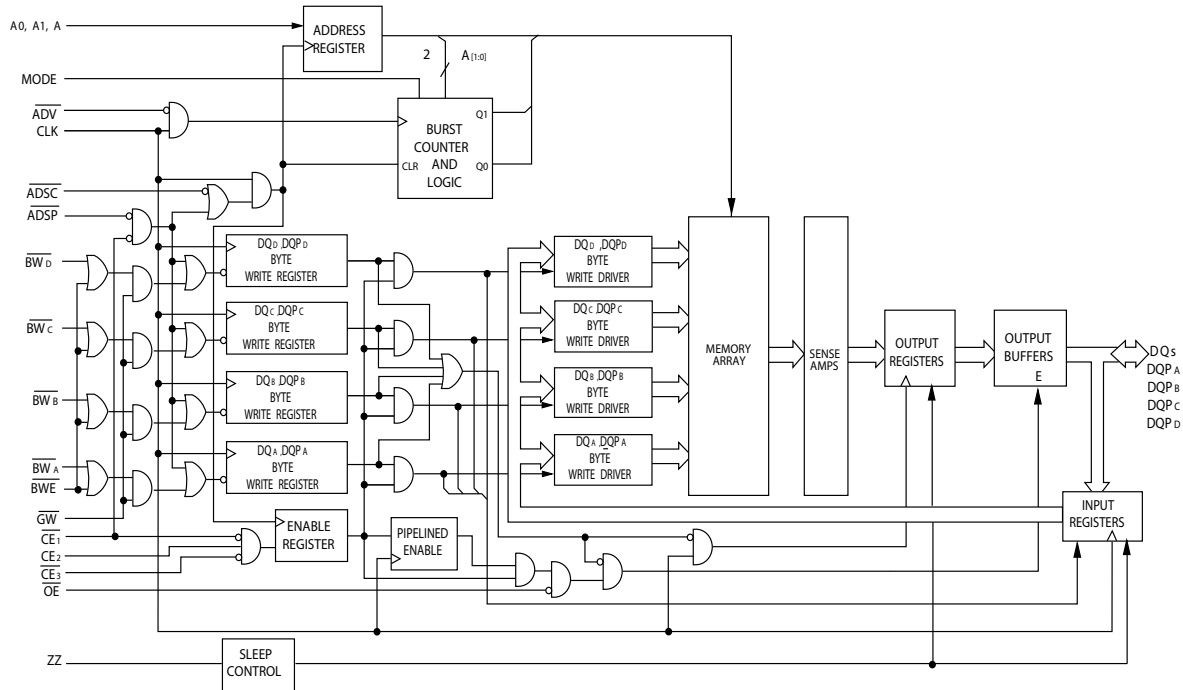 A0, A1, A
ADDRESS
REGISTER
2 A[1:0]
MODE
ADV
CLK
BURST
COUNTER
AND
LOGIC
CLR
Q1
Q0
ADSC
ADSP
BWD
BWC
BWB
BWA
BWE
GW
CE1
CE2
CE3
OE
ZZ
DQD,DQPD
BYTE
WRITE REGISTER
DQC,DQPC
BYTE
WRITE REGISTER
DQB,DQPB
BYTE
WRITE REGISTER
DQA,DQPA
BYTE
WRITE REGISTER
ENABLE
REGISTER
PIPELINED
ENABLE
SLEEP
CONTROL
DQD,DQPD
BYTE
WRITE DRIVER
DQC,DQPC
BYTE
WRITE DRIVER
DQB,DQPB
BYTE
WRITE DRIVER
DQA,DQPA
BYTE
WRITE DRIVER
MEMORY
ARRAY
SENSE
AMPS
OUTPUT
REGISTERS
OUTPUT
BUFFERS
E
DQs
DQPA
DQPB
DQPC
DQPD
INPUT
REGISTERS